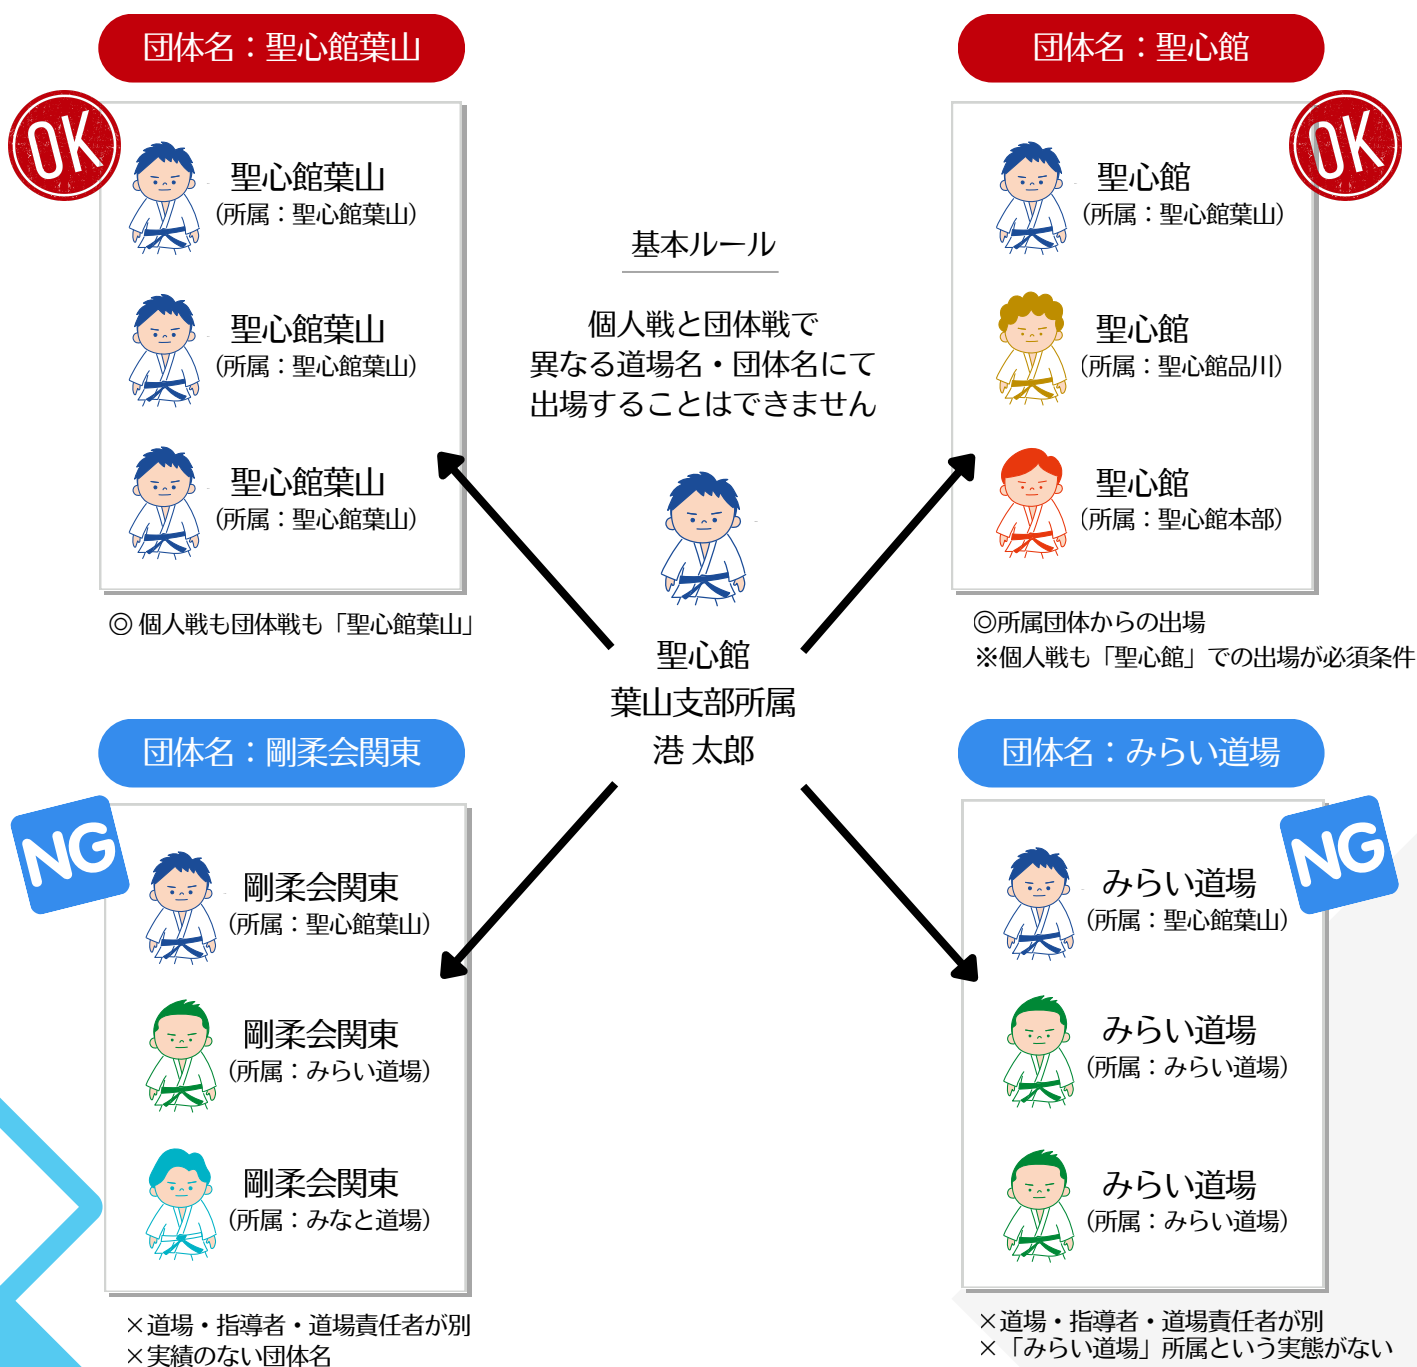 団体名：聖心館葉山
OK
聖心館葉山
（所属：聖心館葉山）
聖心館葉山
（所属：聖心館葉山）
聖心館葉山
（所属：聖心館葉山）
◎ 個人戦も団体戦も「聖心館葉山」
団体名：聖心館
OK
聖心館
（所属：聖心館葉山）
聖心館
（所属：聖心館品川）
聖心館
（所属：聖心館本部）
◎所属団体からの出場
※個人戦も「聖心館」での出場が必須条件
基本ルール
個人戦と団体戦で
異なる道場名・団体名にて
出場することはできません
聖心館
葉山支部所属
港 太郎
団体名：剛柔会関東
NG
剛柔会関東
（所属：聖心館葉山）
剛柔会関東
（所属：みらい道場）
剛柔会関東
（所属：みなと道場）
×道場・指導者・道場責任者が別
×実績のない団体名
団体名：みらい道場
NG
みらい道場
（所属：聖心館葉山）
みらい道場
（所属：みらい道場）
みらい道場
（所属：みらい道場）
×道場・指導者・道場責任者が別
×「みらい道場」所属という実態がない